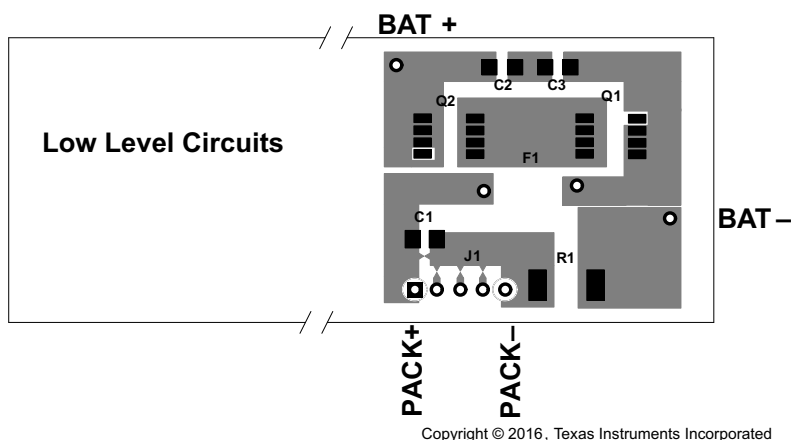 BAT +
C2 C3
Q2 Q1
Low Level Circuits
F1
C1
BAT –
J1 R1
PACK+ PACK–
Copyright © 2016, Texas Instruments Incorporated